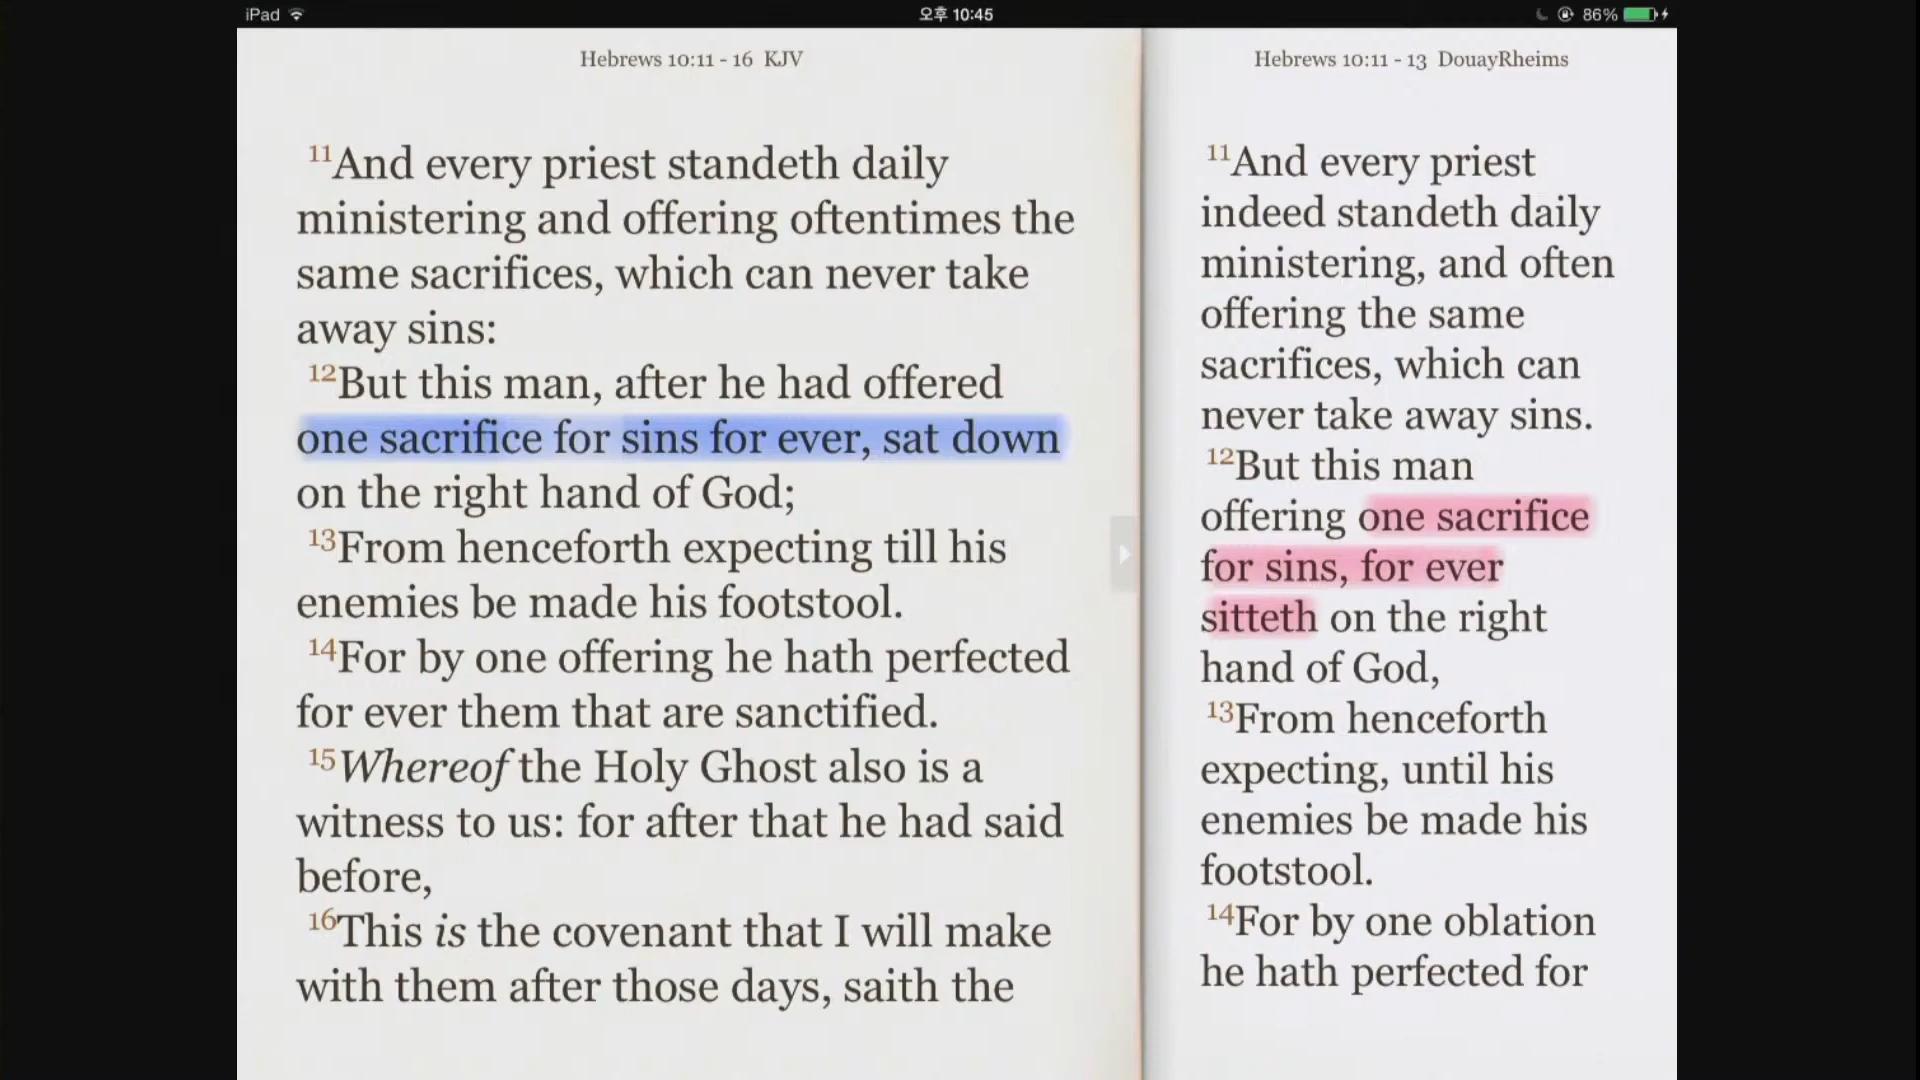 iPad
오후 10:45
86%
Hebrews 10:11 - 16 KJV
11And every priest standeth daily
ministering and offering oftentimes the
same sacrifices, which can never take
away sins:
12But this man, after he had offered
one sacrifice for sins for ever, sat down
on the right hand of God;
13From henceforth expecting till his
enemies be made his footstool.
14For by one offering he hath perfected
for ever them that are sanctified.
15Whereof the Holy Ghost also is a
witness to us: for after that he had said
before,
16This is the covenant that I will make
with them after those days, saith the
Hebrews 10:11 - 13 DouayRheims
11And every priest
indeed standeth daily
ministering, and often
offering the same
sacrifices, which can
never take away sins.
12But this man
offering one sacrifice
for sins, for ever
sitteth on the right
hand of God,
13From henceforth
expecting, until his
enemies be made his
footstool.
14For by one oblation
he hath perfected for